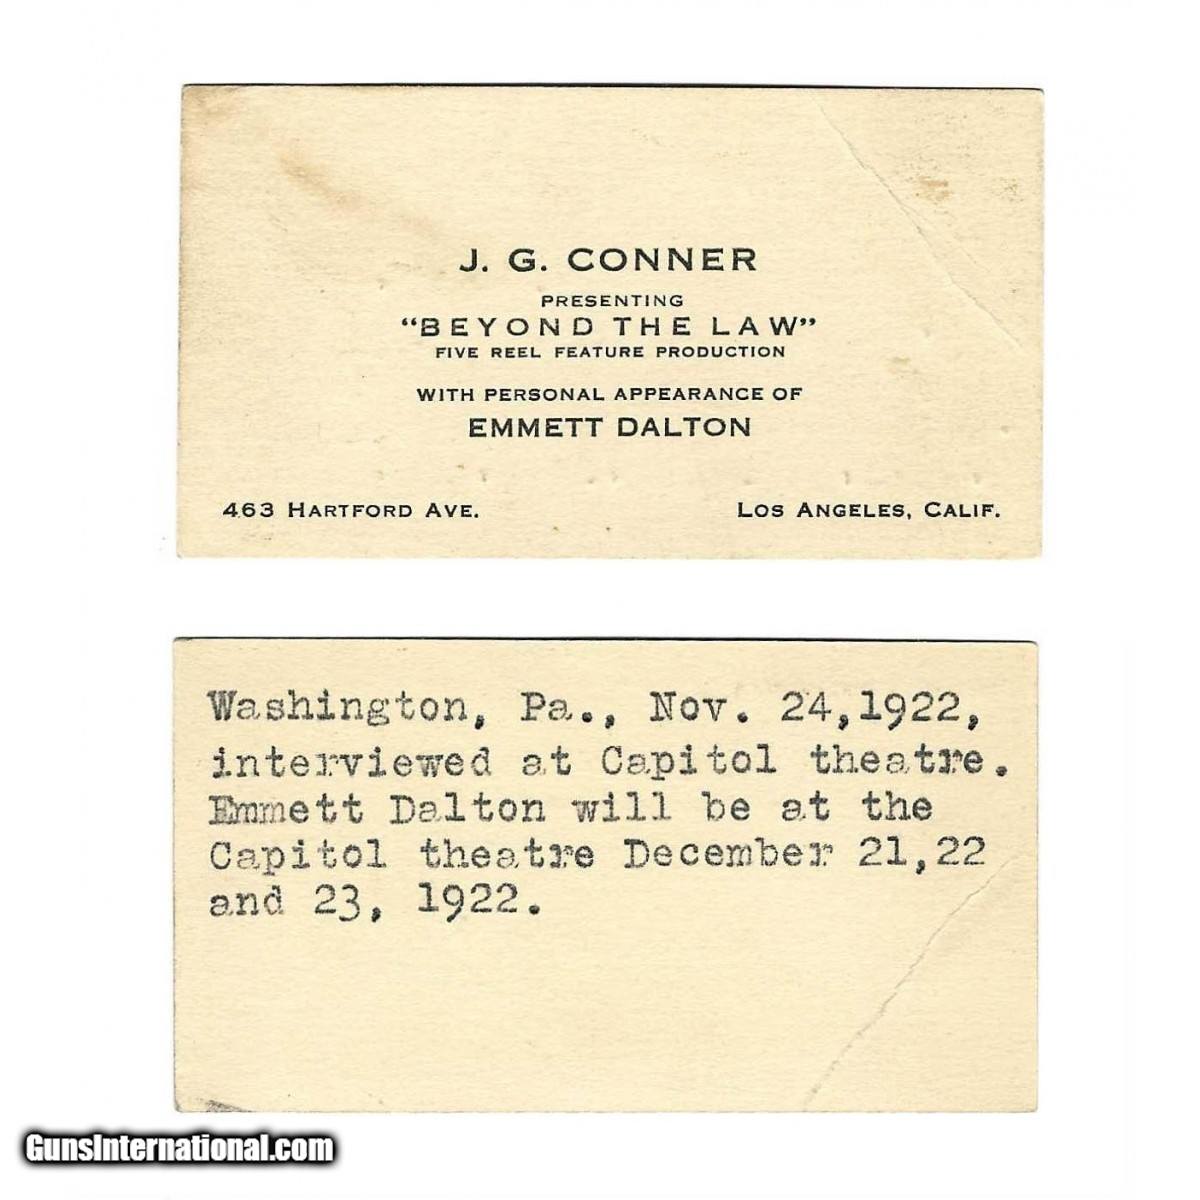 J. G. CONNER
PRESENTING
“BEYOND THE LAW”
FIVE REEL FEATURE PRODUCTION
WITH PERSONAL APPEARANCE OF
EMMETT DALTON
463 HARTFORD AVE. LOS ANGELES, CALIF.
Washington, Pa., Nov. 24,1922,
interviewed at Capitol theatre.
Emmett Dalton will be at the
Capitol theatre December 21,22
and 23, 1922.
GunsInternational.com